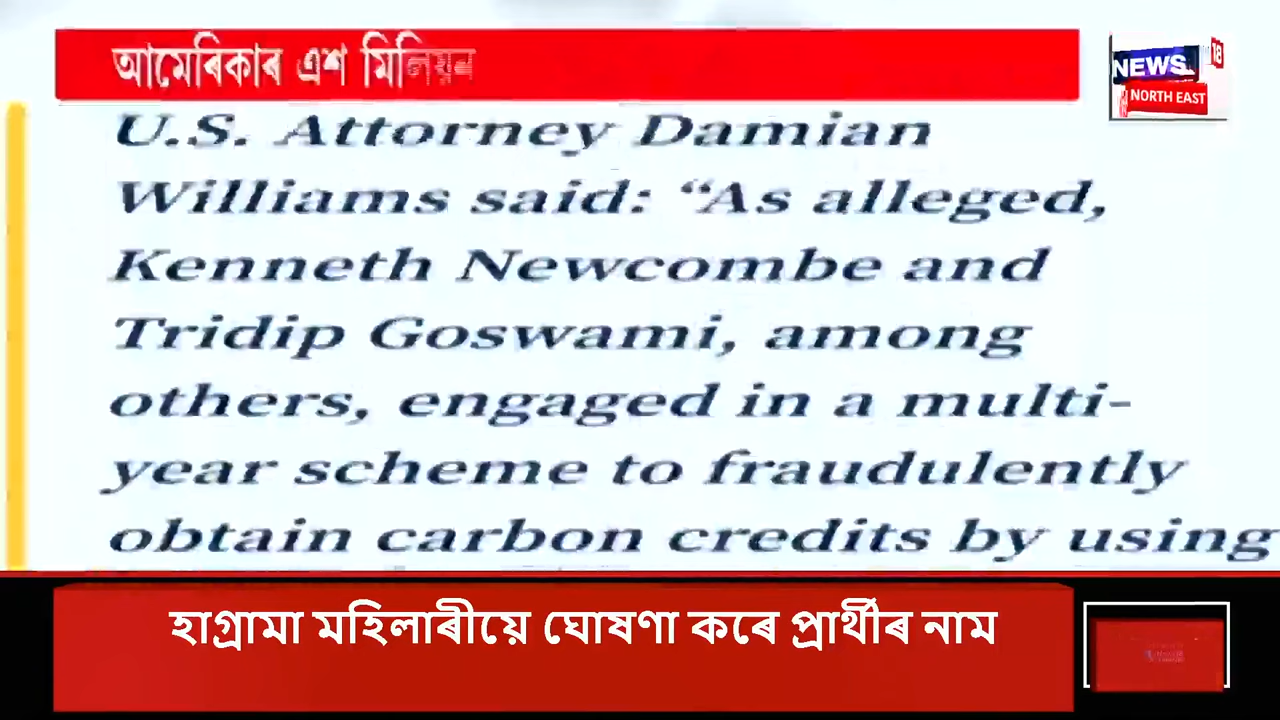 আমেৰিকাৰ এশ মিলিয়ন
NEWS 18
NORTH EAST
U.S. Attorney Damian
Williams said: “As alleged,
Kenneth Newcombe and
Tridip Goswami, among
others, engaged in a multi-
year scheme to fraudulently
obtain carbon credits by using
হাগ্ৰামা মহিলাৰীয়ে ঘোষণা কৰে প্ৰাৰ্থীৰ নাম